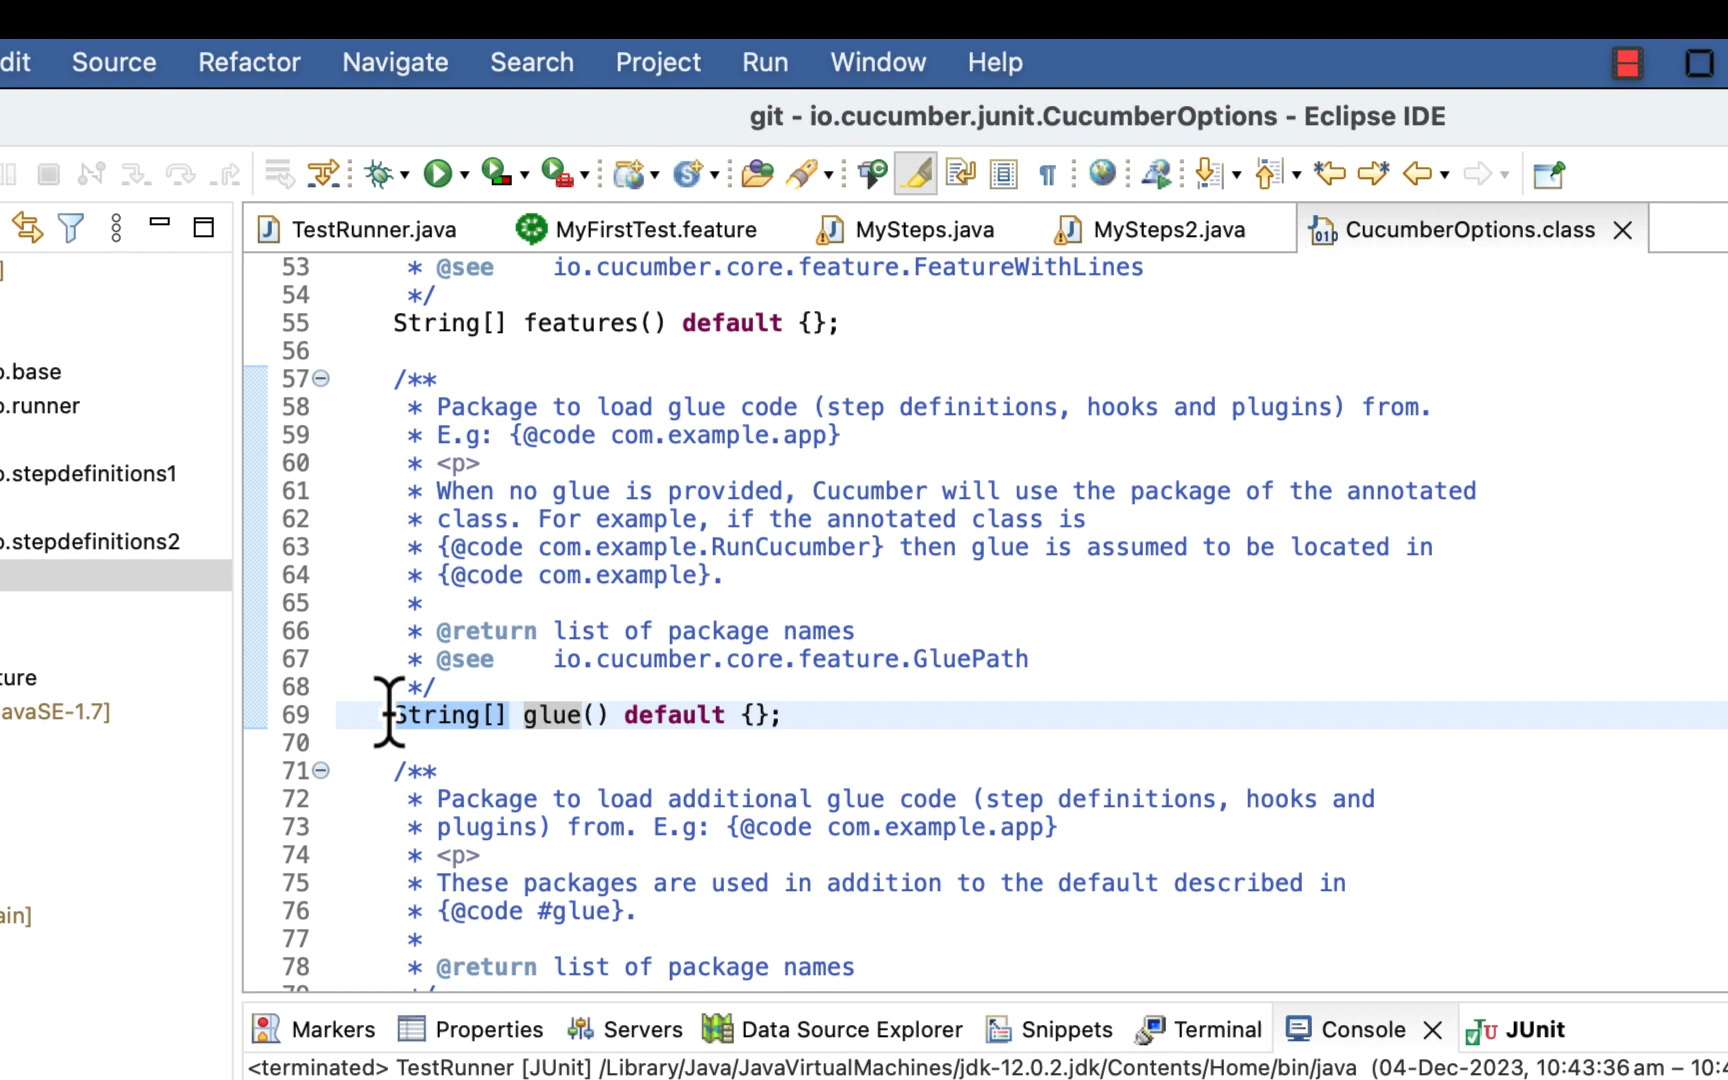 dit Source Refactor Navigate Search Project Run Window Help
git - io.cucumber.junit.CucumberOptions - Eclipse IDE
TestRunner.java MyFirstTest.feature MySteps.java MySteps2.java CucumberOptions.class
]
o.base
o.runner
o.stepdefinitions1
o.stepdefinitions2
ture
avaSE-1.7]
ain]
53 * @see io.cucumber.core.feature.FeatureWithLines
54 */
55 String[] features() default {};
56
57 /**
58 * Package to load glue code (step definitions, hooks and plugins) from.
59 * E.g: {@code com.example.app}
60 * <p>
61 * When no glue is provided, Cucumber will use the package of the annotated
62 * class. For example, if the annotated class is
63 * {@code com.example.RunCucumber} then glue is assumed to be located in
64 * {@code com.example}.
65 *
66 * @return list of package names
67 * @see io.cucumber.core.feature.GluePath
68 */
69 String[] glue() default {};
70
71 /**
72 * Package to load additional glue code (step definitions, hooks and
73 * plugins) from. E.g: {@code com.example.app}
74 * <p>
75 * These packages are used in addition to the default described in
76 * {@code #glue}.
77 *
78 * @return list of package names
Markers Properties Servers Data Source Explorer Snippets Terminal Console JUnit
<terminated> TestRunner [JUnit] /Library/Java/JavaVirtualMachines/jdk-12.0.2.jdk/Contents/Home/bin/java (04-Dec-2023, 10:43:36 am – 10:4